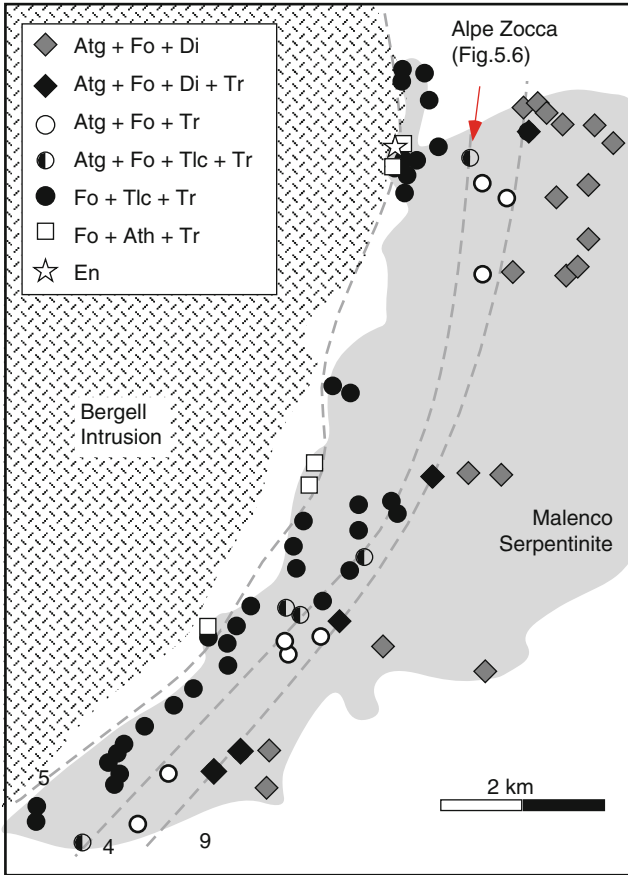 Atg + Fo + Di
Atg + Fo + Di + Tr
Atg + Fo + Tr
Atg + Fo + Tlc + Tr
Fo + Tlc + Tr
Fo + Ath + Tr
En
Alpe Zocca
(Fig.5.6)
Bergell
Intrusion
Malenco
Serpentinite
2 km
5
4
9